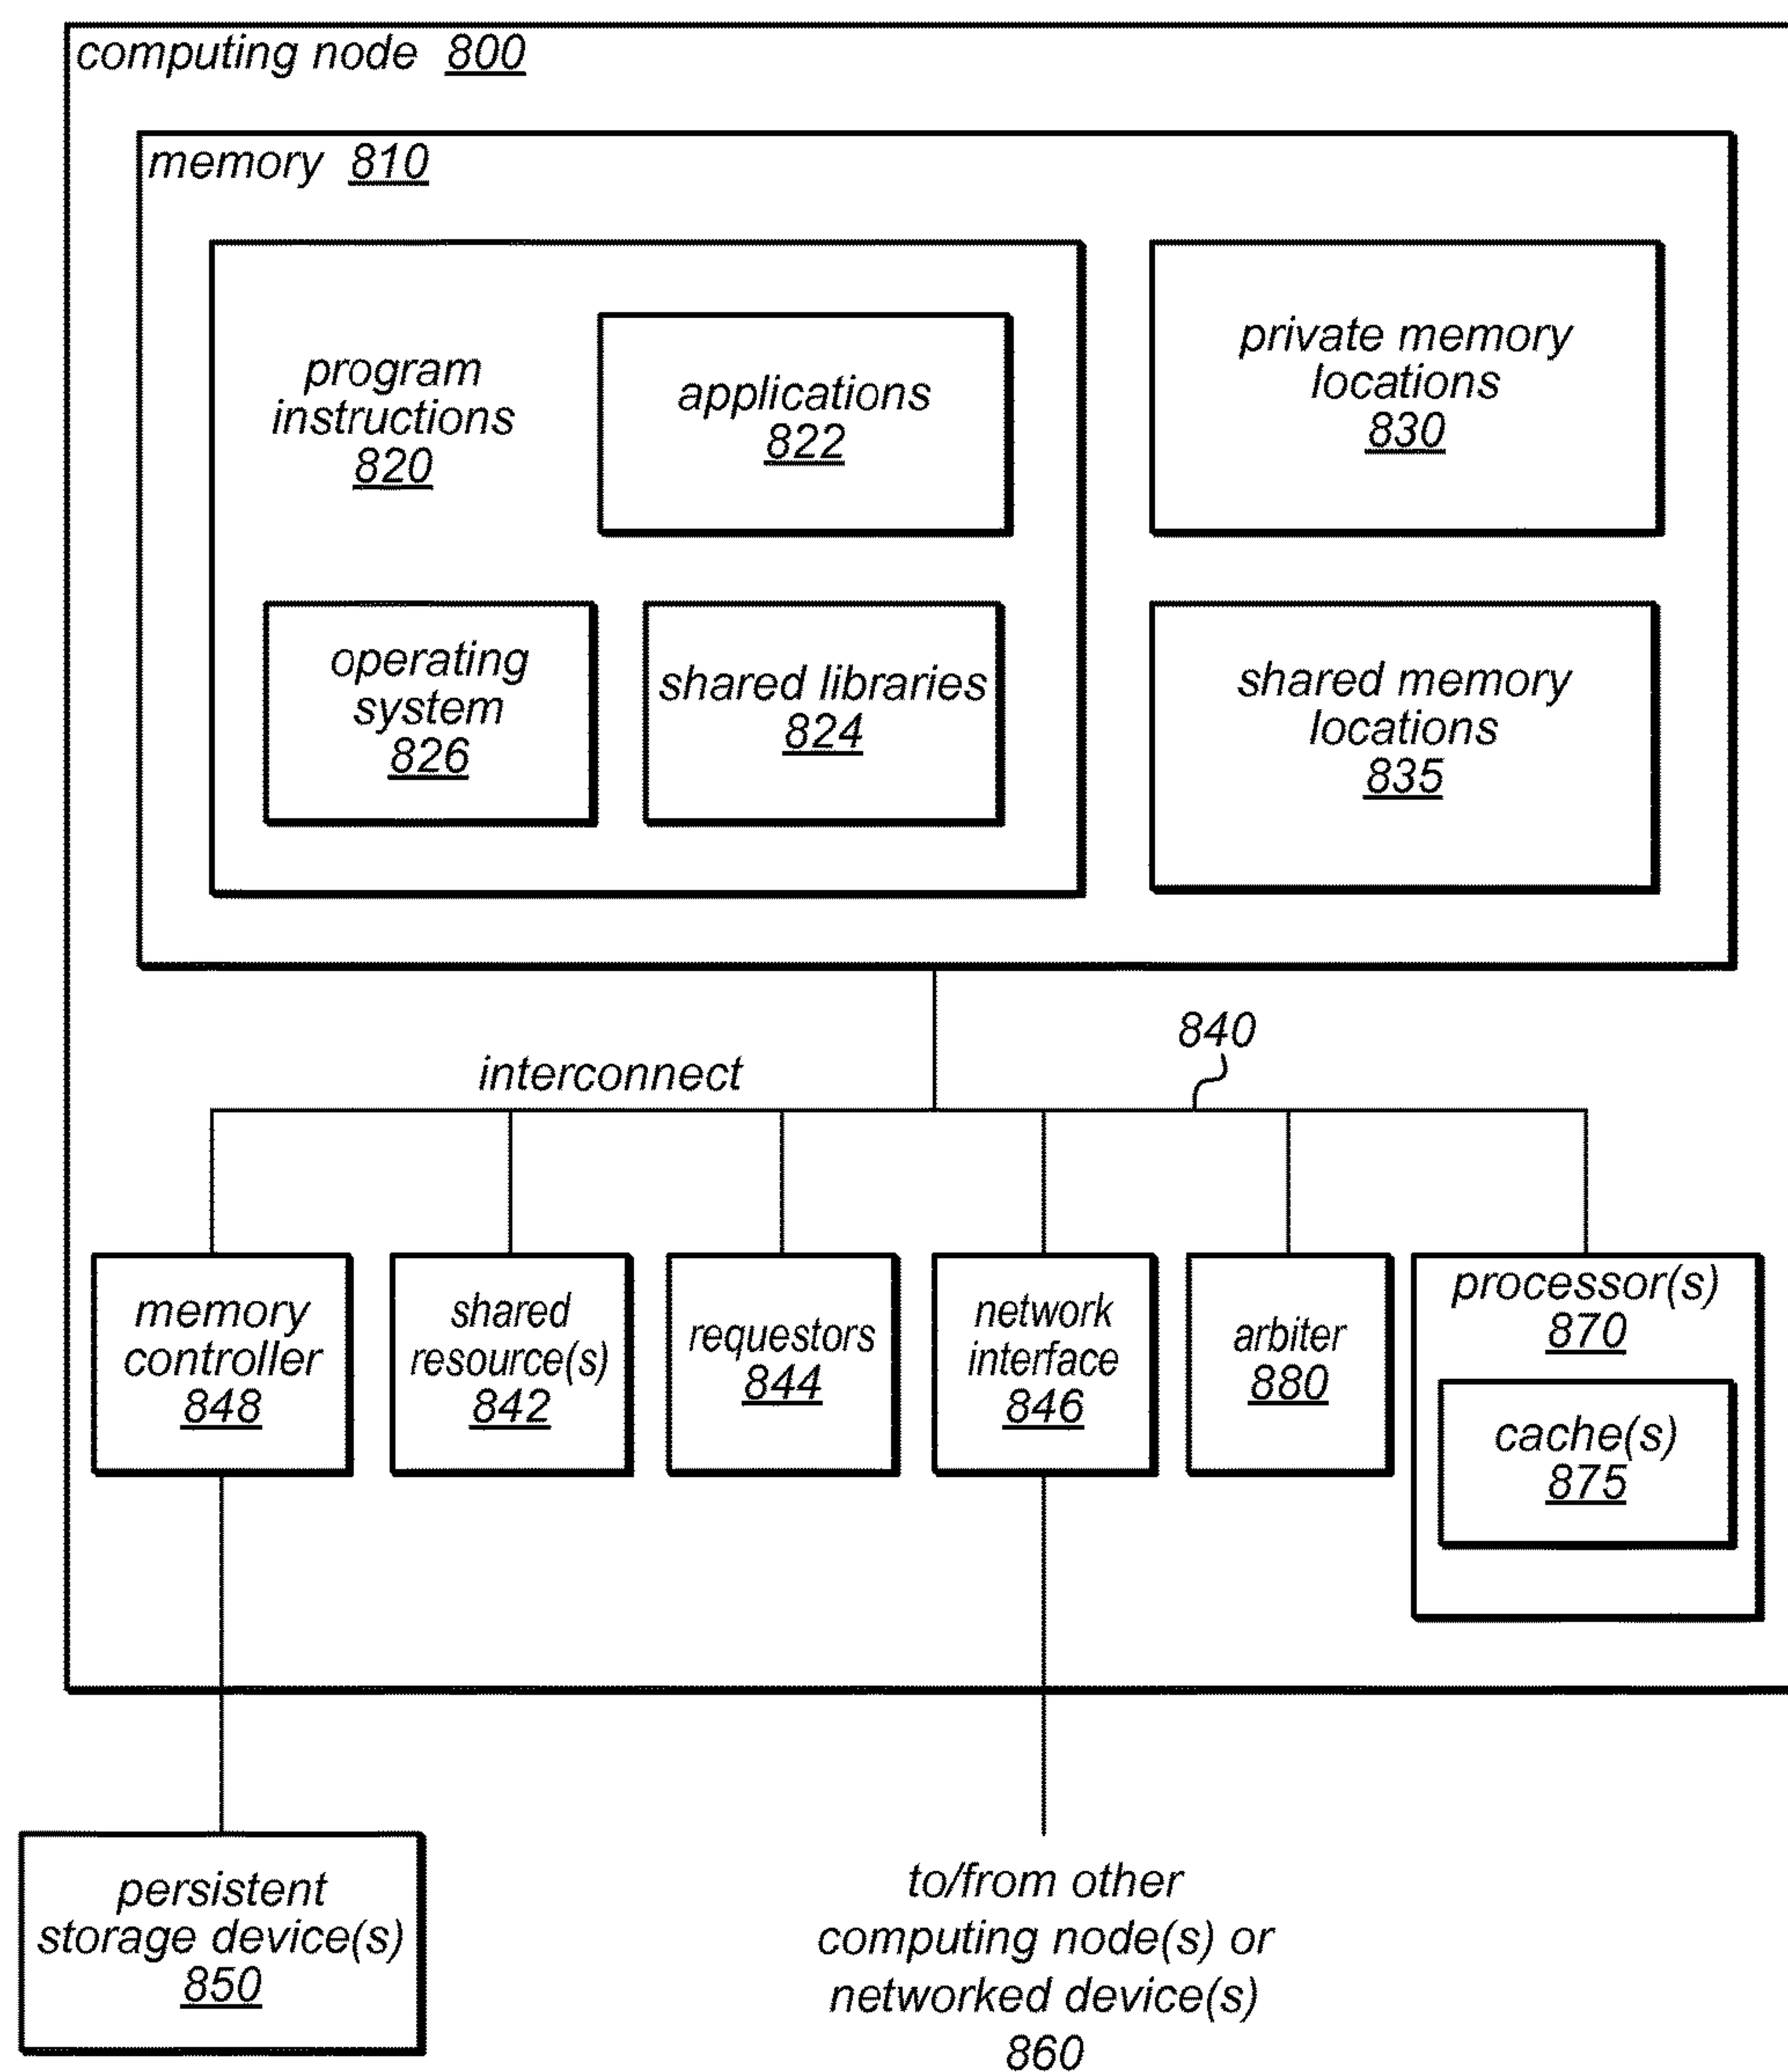 computing node 800
memory 810
program
instructions
820
applications
822
operating
system
826
shared libraries
824
private memory
locations
830
shared memory
locations
835
interconnect
840
memory
controller
848
shared
resource(s)
842
requestors
844
network
interface
846
arbiter
880
processor(s)
870
cache(s)
875
persistent
storage device(s)
850
to/from other
computing node(s) or
networked device(s)
860